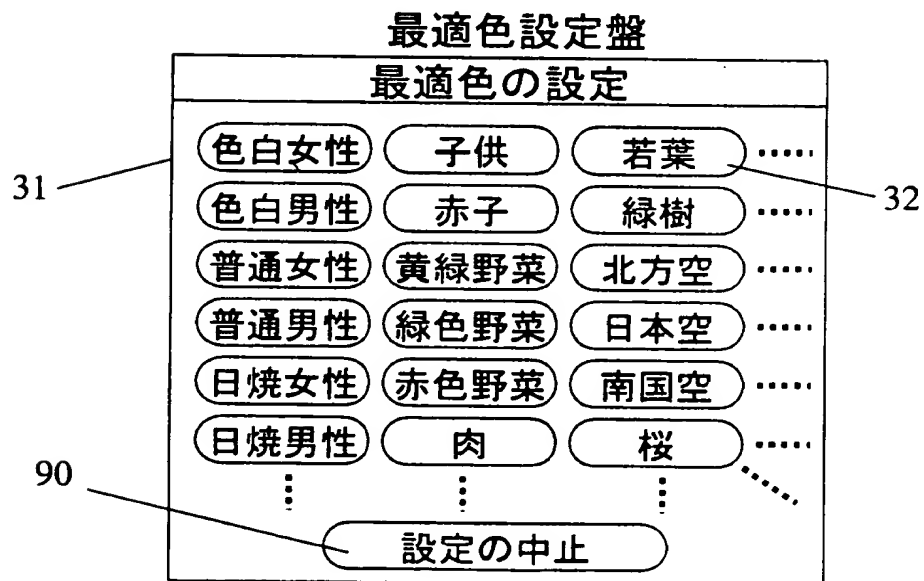 最適色設定盤
最適色の設定
色白女性 子供 若葉
31
32
色白男性 赤子 緑樹
普通女性 黄緑野菜 北方空
普通男性 緑色野菜 日本空
日焼女性 赤色野菜 南国空
日焼男性 肉 桜
90
設定の中止